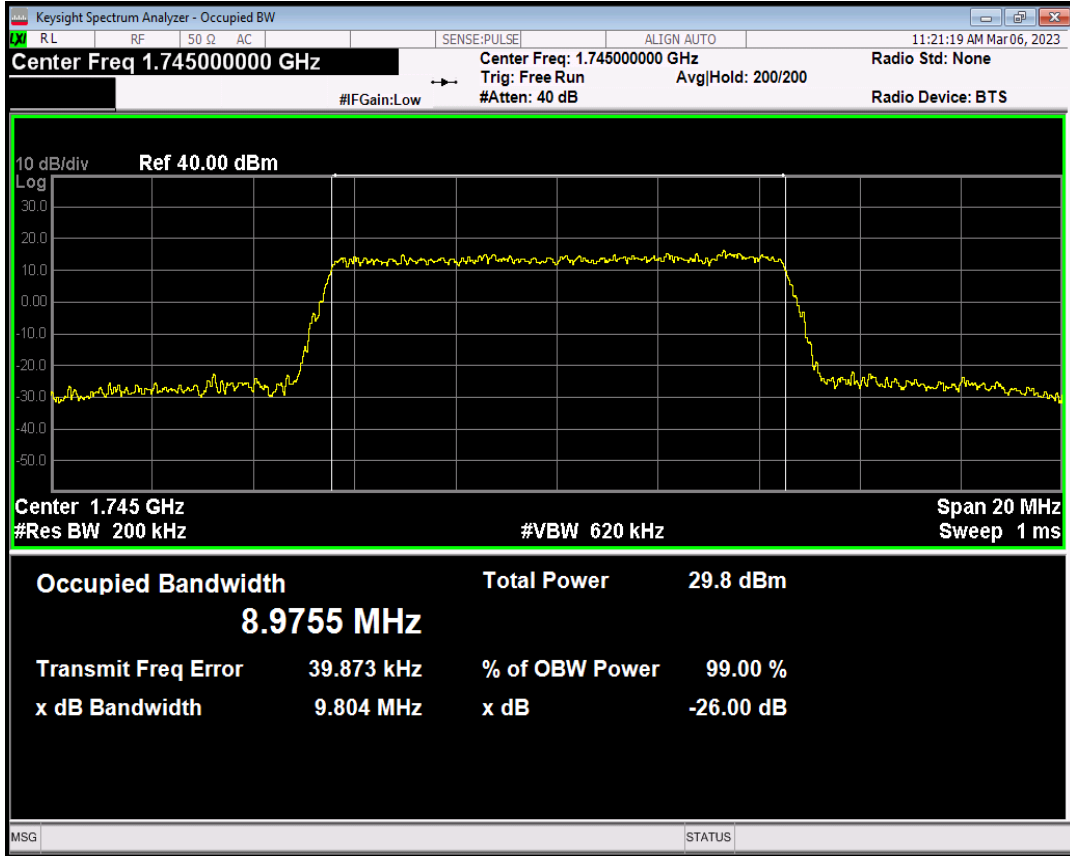 Keysight Spectrum Analyzer - Occupied BW
LXI RL RF 50 Ω AC SENSE:PULSE ALIGN AUTO 11:21:19 AM Mar 06, 2023
Center Freq 1.745000000 GHz Center Freq: 1.745000000 GHz Radio Std: None
Trig: Free Run Avg|Hold: 200/200
#IFGain:Low #Atten: 40 dB Radio Device: BTS
10 dB/div Ref 40.00 dBm
Log
30.0
20.0
10.0
0.00
-10.0
-20.0
-30.0
-40.0
-50.0
Center 1.745 GHz Span 20 MHz
#Res BW 200 kHz #VBW 620 kHz Sweep 1 ms
Occupied Bandwidth Total Power 29.8 dBm
8.9755 MHz
Transmit Freq Error 39.873 kHz % of OBW Power 99.00 %
x dB Bandwidth 9.804 MHz x dB -26.00 dB
MSG STATUS